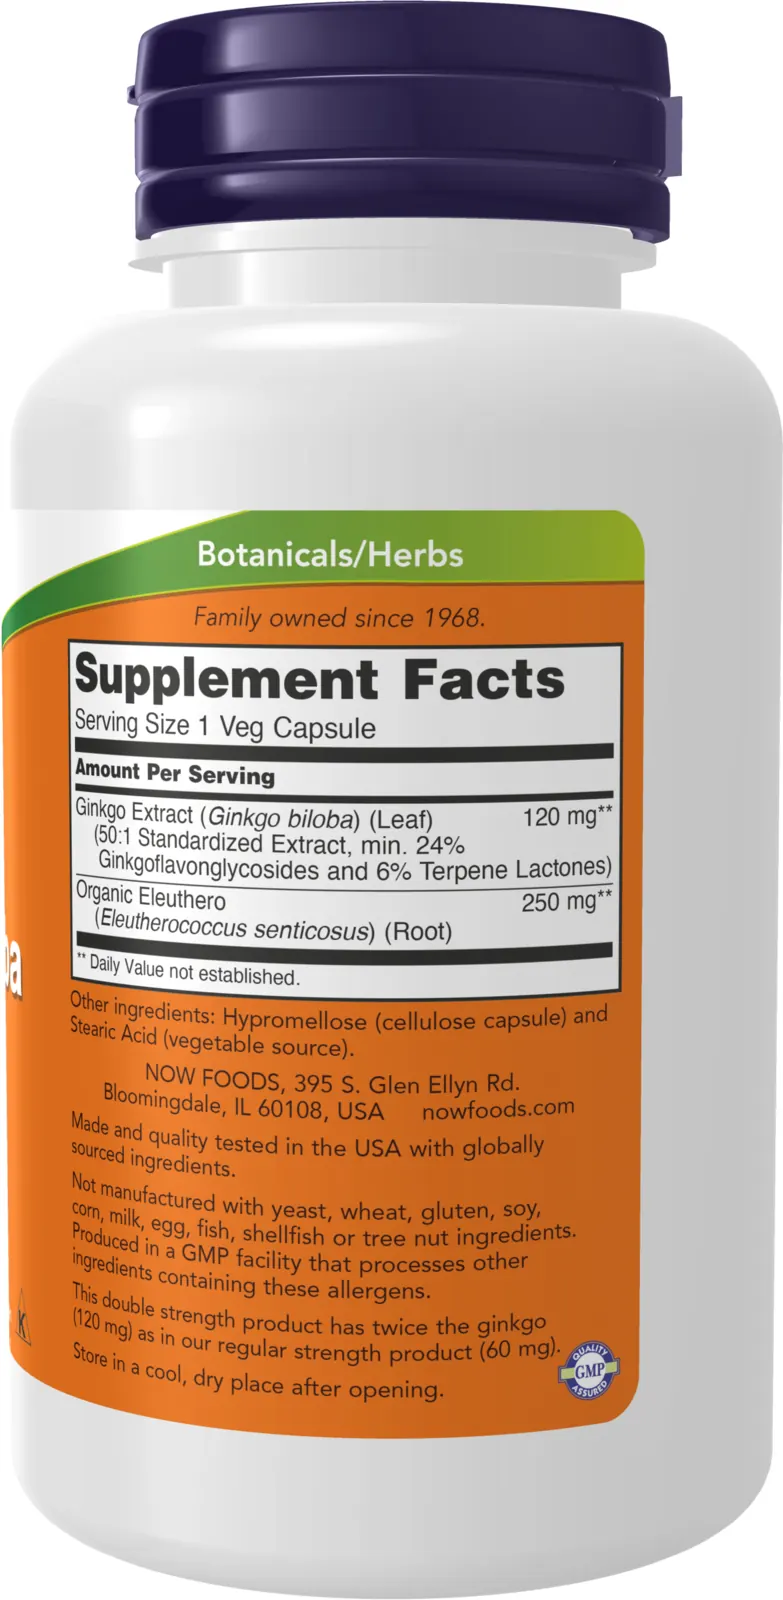 Botanicals/Herbs
Family owned since 1968.
Supplement Facts
Serving Size 1 Veg Capsule
Amount Per Serving
Ginkgo Extract (Ginkgo biloba) (Leaf) 120 mg**
(50:1 Standardized Extract, min. 24%
Ginkgoflavonglycosides and 6% Terpene Lactones)
Organic Eleuthero 250 mg**
(Eleutherococcus senticosus) (Root)
** Daily Value not established.
Other ingredients: Hypromellose (cellulose capsule) and
Stearic Acid (vegetable source).
NOW FOODS, 395 S. Glen Ellyn Rd.
Bloomingdale, IL 60108, USA nowfoods.com
Made and quality tested in the USA with globally
sourced ingredients.
Not manufactured with yeast, wheat, gluten, soy,
corn, milk, egg, fish, shellfish or tree nut ingredients.
Produced in a GMP facility that processes other
ingredients containing these allergens.
This double strength product has twice the ginkgo
(120 mg) as in our regular strength product (60 mg).
Store in a cool, dry place after opening.
QUALITY
GMP
ASSURED
ba
K